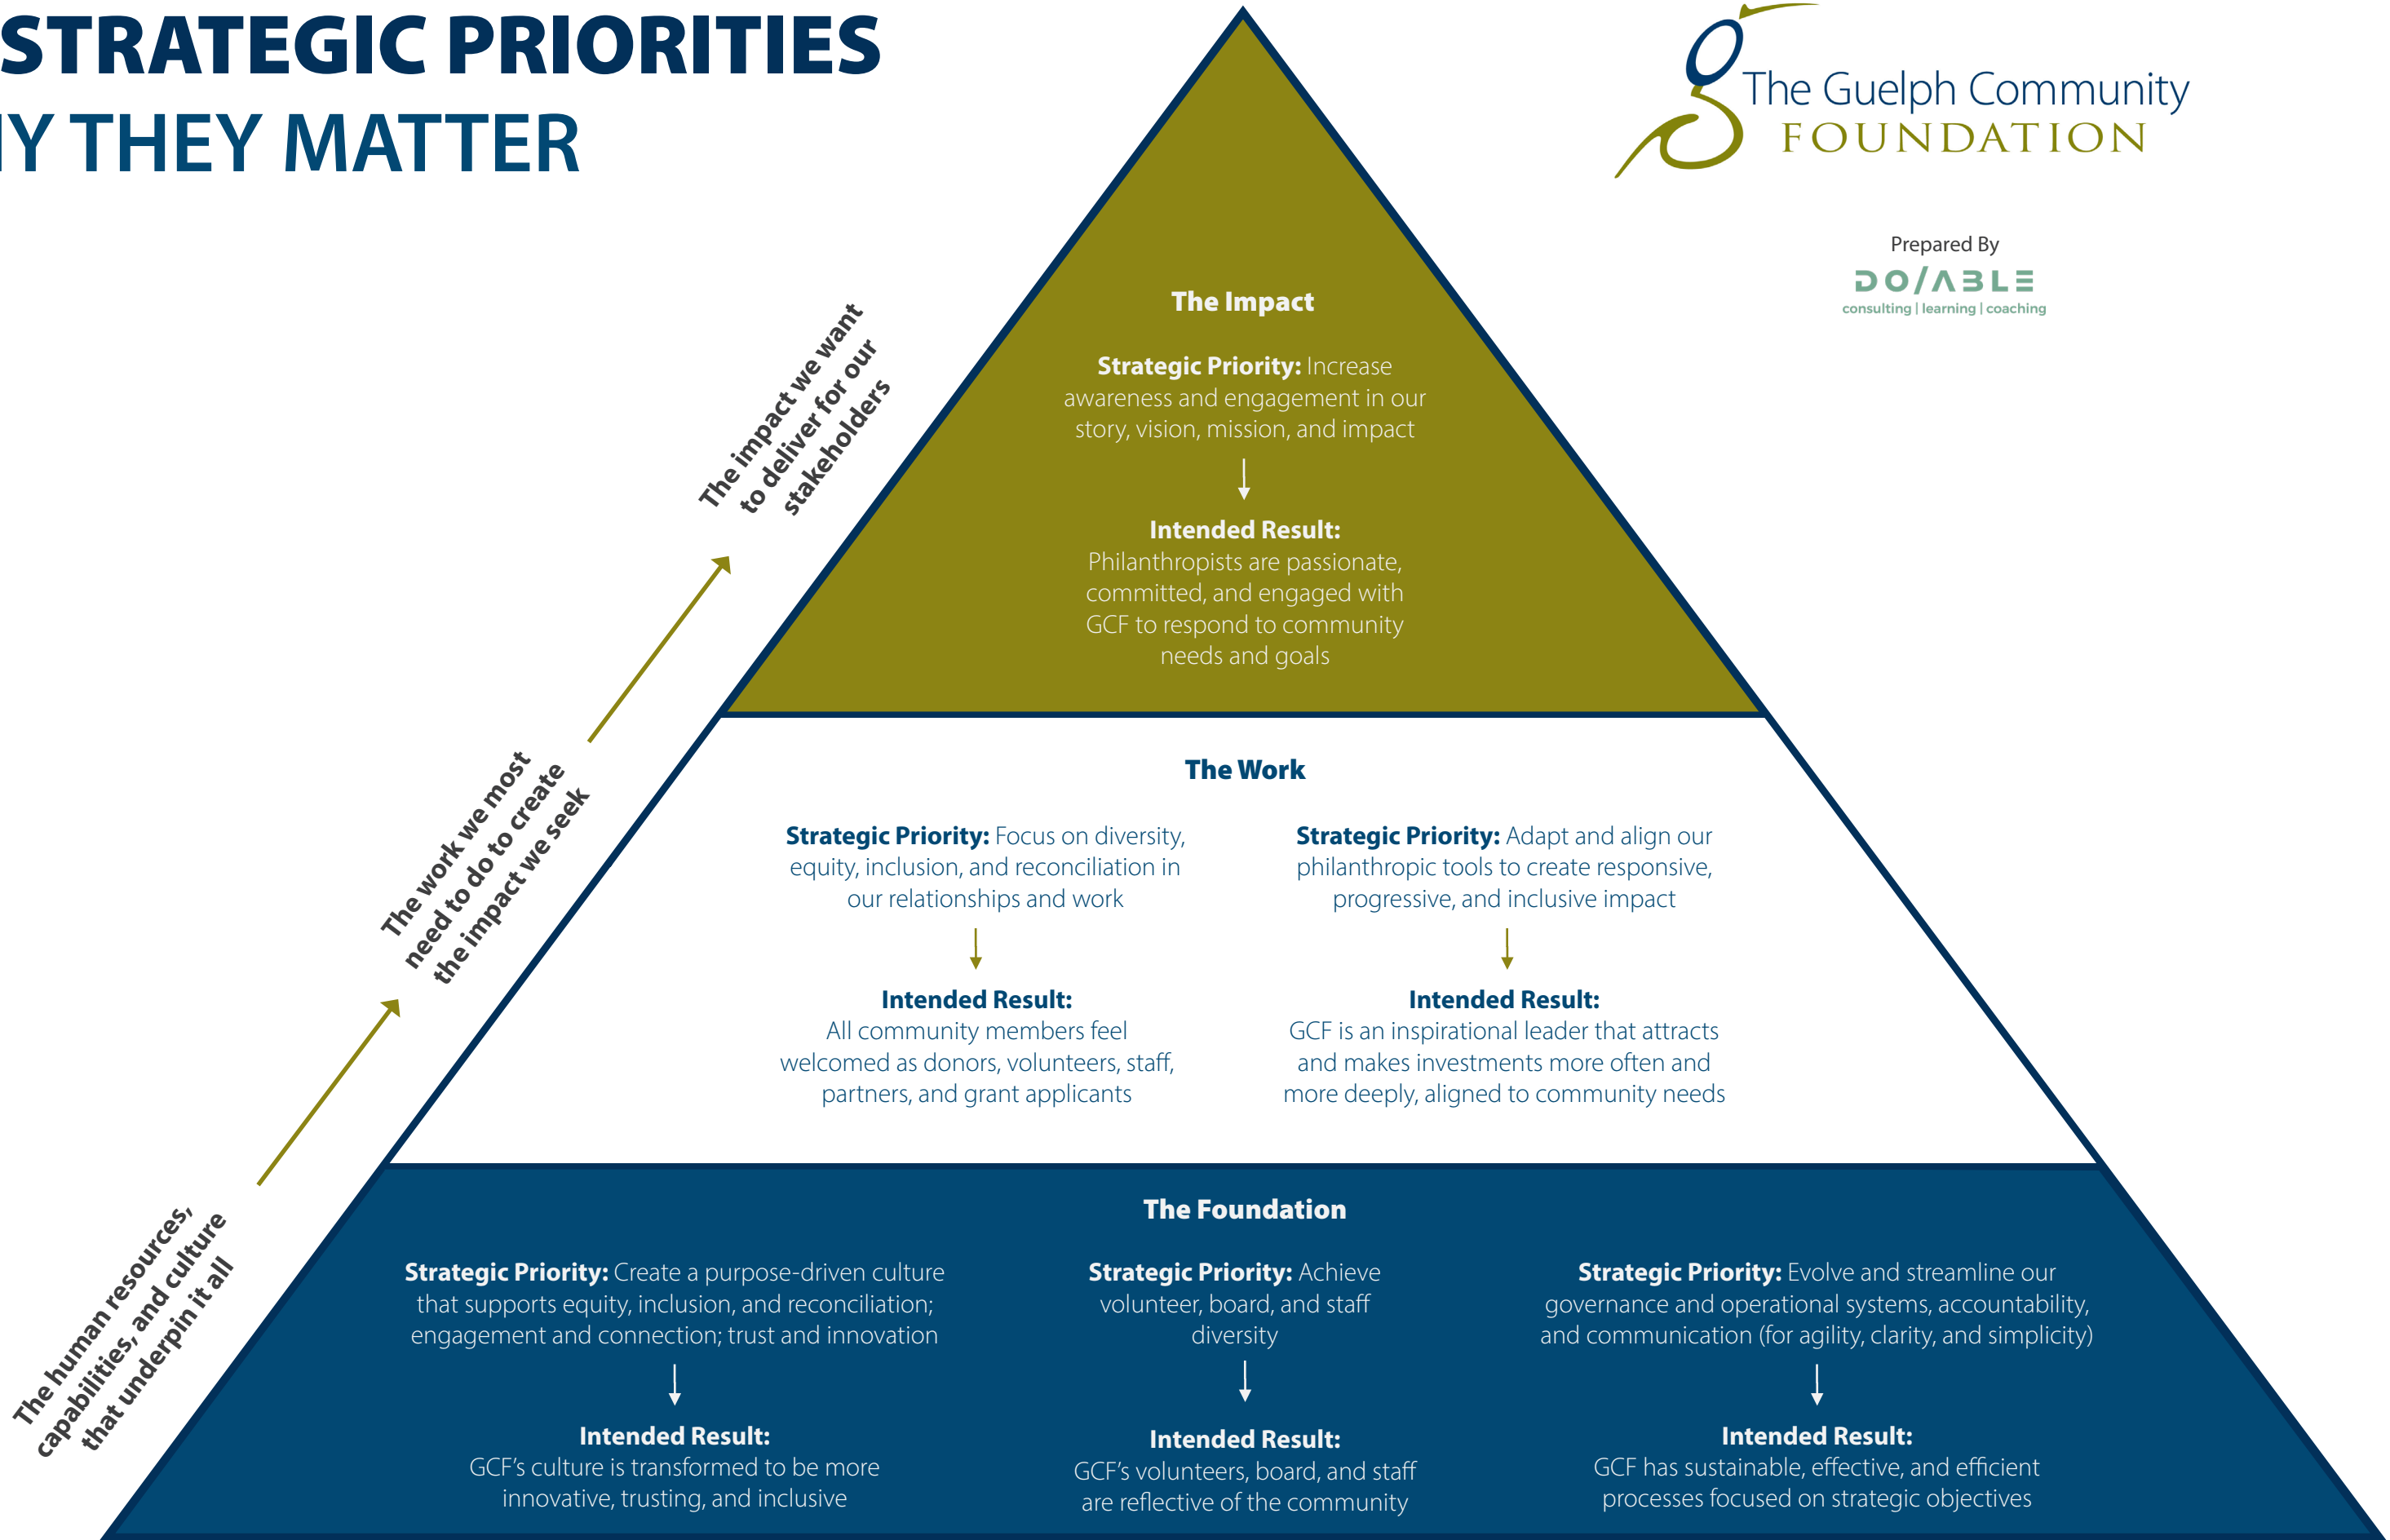 STRATEGIC PRIORITIES
Y THEY MATTER
The Guelph Community
FOUNDATION
Prepared By
DO/ABLE
consulting | learning | coaching
The impact we want
to deliver for our
stakeholders
The Impact
Strategic Priority: Increase
awareness and engagement in our
story, vision, mission, and impact
Intended Result:
Philanthropists are passionate,
committed, and engaged with
GCF to respond to community
needs and goals
The work we most
need to do to create
the impact we seek
The Work
Strategic Priority: Focus on diversity,
equity, inclusion, and reconciliation in
our relationships and work
Intended Result:
All community members feel
welcomed as donors, volunteers, staff,
partners, and grant applicants
Strategic Priority: Adapt and align our
philanthropic tools to create responsive,
progressive, and inclusive impact
Intended Result:
GCF is an inspirational leader that attracts
and makes investments more often and
more deeply, aligned to community needs
The human resources,
capabilities, and culture
that underpin it all
The Foundation
Strategic Priority: Create a purpose-driven culture
that supports equity, inclusion, and reconciliation;
engagement and connection; trust and innovation
Intended Result:
GCF's culture is transformed to be more
innovative, trusting, and inclusive
Strategic Priority: Achieve
volunteer, board, and staff
diversity
Intended Result:
GCF's volunteers, board, and staff
are reflective of the community
Strategic Priority: Evolve and streamline our
governance and operational systems, accountability,
and communication (for agility, clarity, and simplicity)
Intended Result:
GCF has sustainable, effective, and efficient
processes focused on strategic objectives